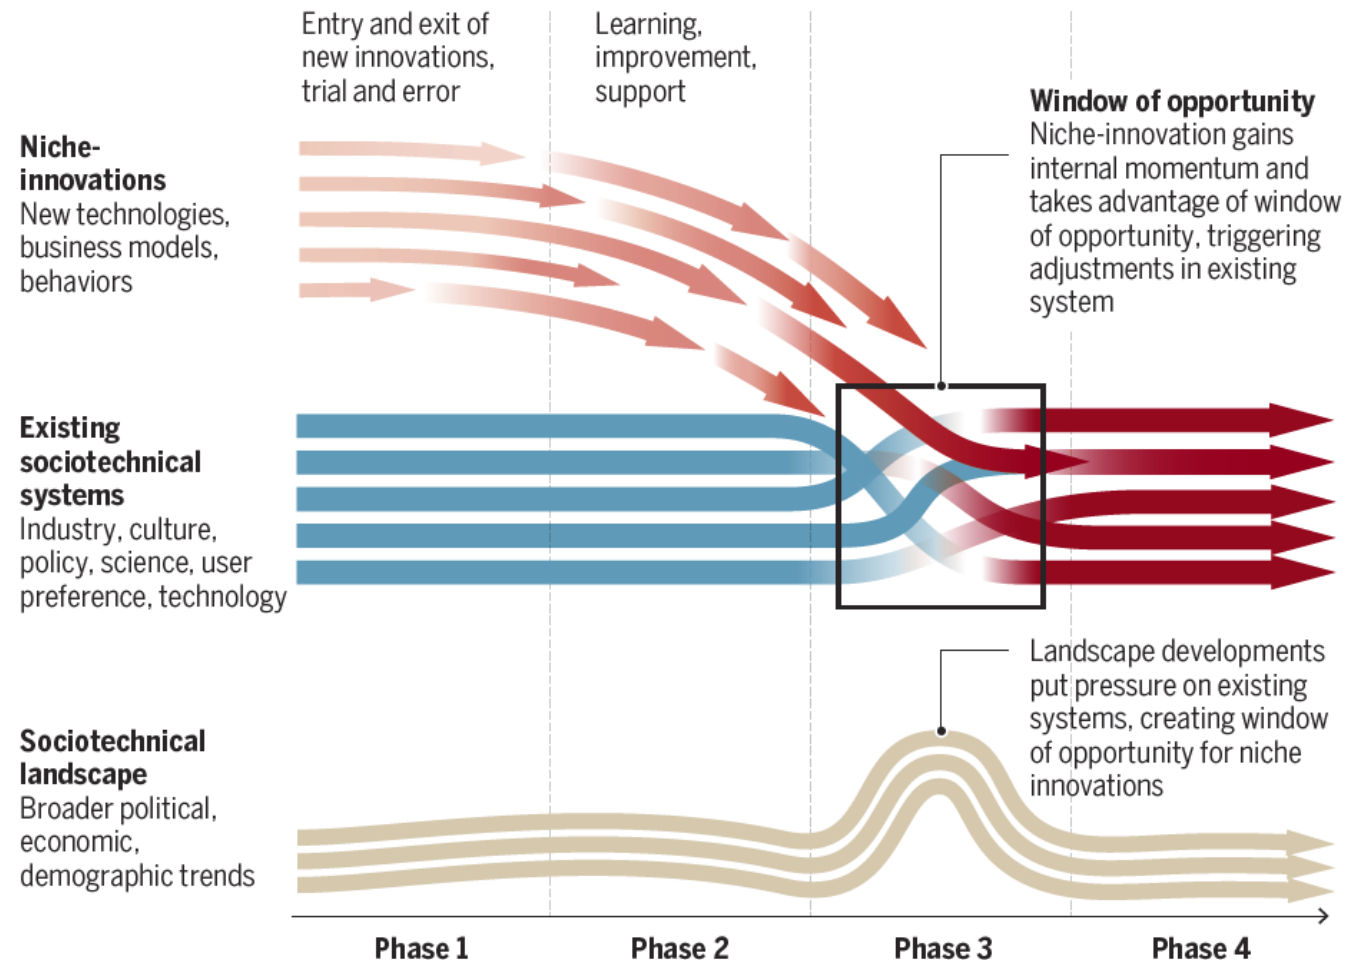 Entry and exit of
new innovations,
trial and error
Learning,
improvement,
support
Window of opportunity
Niche-innovation gains
internal momentum and
takes advantage of window
of opportunity, triggering
adjustments in existing
system
Niche-
innovations
New technologies,
business models,
behaviors
Existing
sociotechnical
systems
Industry, culture,
policy, science, user
preference, technology
Landscape developments
put pressure on existing
systems, creating window
of opportunity for niche
innovations
Sociotechnical
landscape
Broader political,
economic,
demographic trends
Phase 1
Phase 2
Phase 3
Phase 4